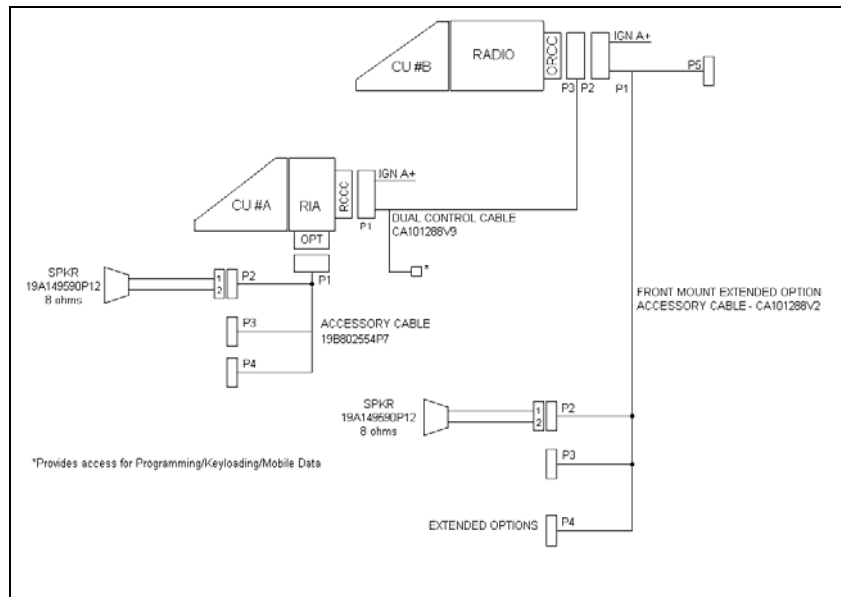 IGN A+
CU #B
RADIO
ORCC
P3
P2
P1
P5
CU #A
RIA
RCCC
IGN A+
P1
OPT
DUAL CONTROL CABLE
CA101288V9
*
SPKR
19A149590P12
8 ohms
1
2
P2
P1
P3
ACCESSORY CABLE
19B802554P7
P4
FRONT MOUNT EXTENDED OPTION
ACCESSORY CABLE - CA101288V2
SPKR
19A149590P12
8 ohms
1
2
P2
P3
*Provides access for Programming/Keyloading/Mobile Data
EXTENDED OPTIONS
P4